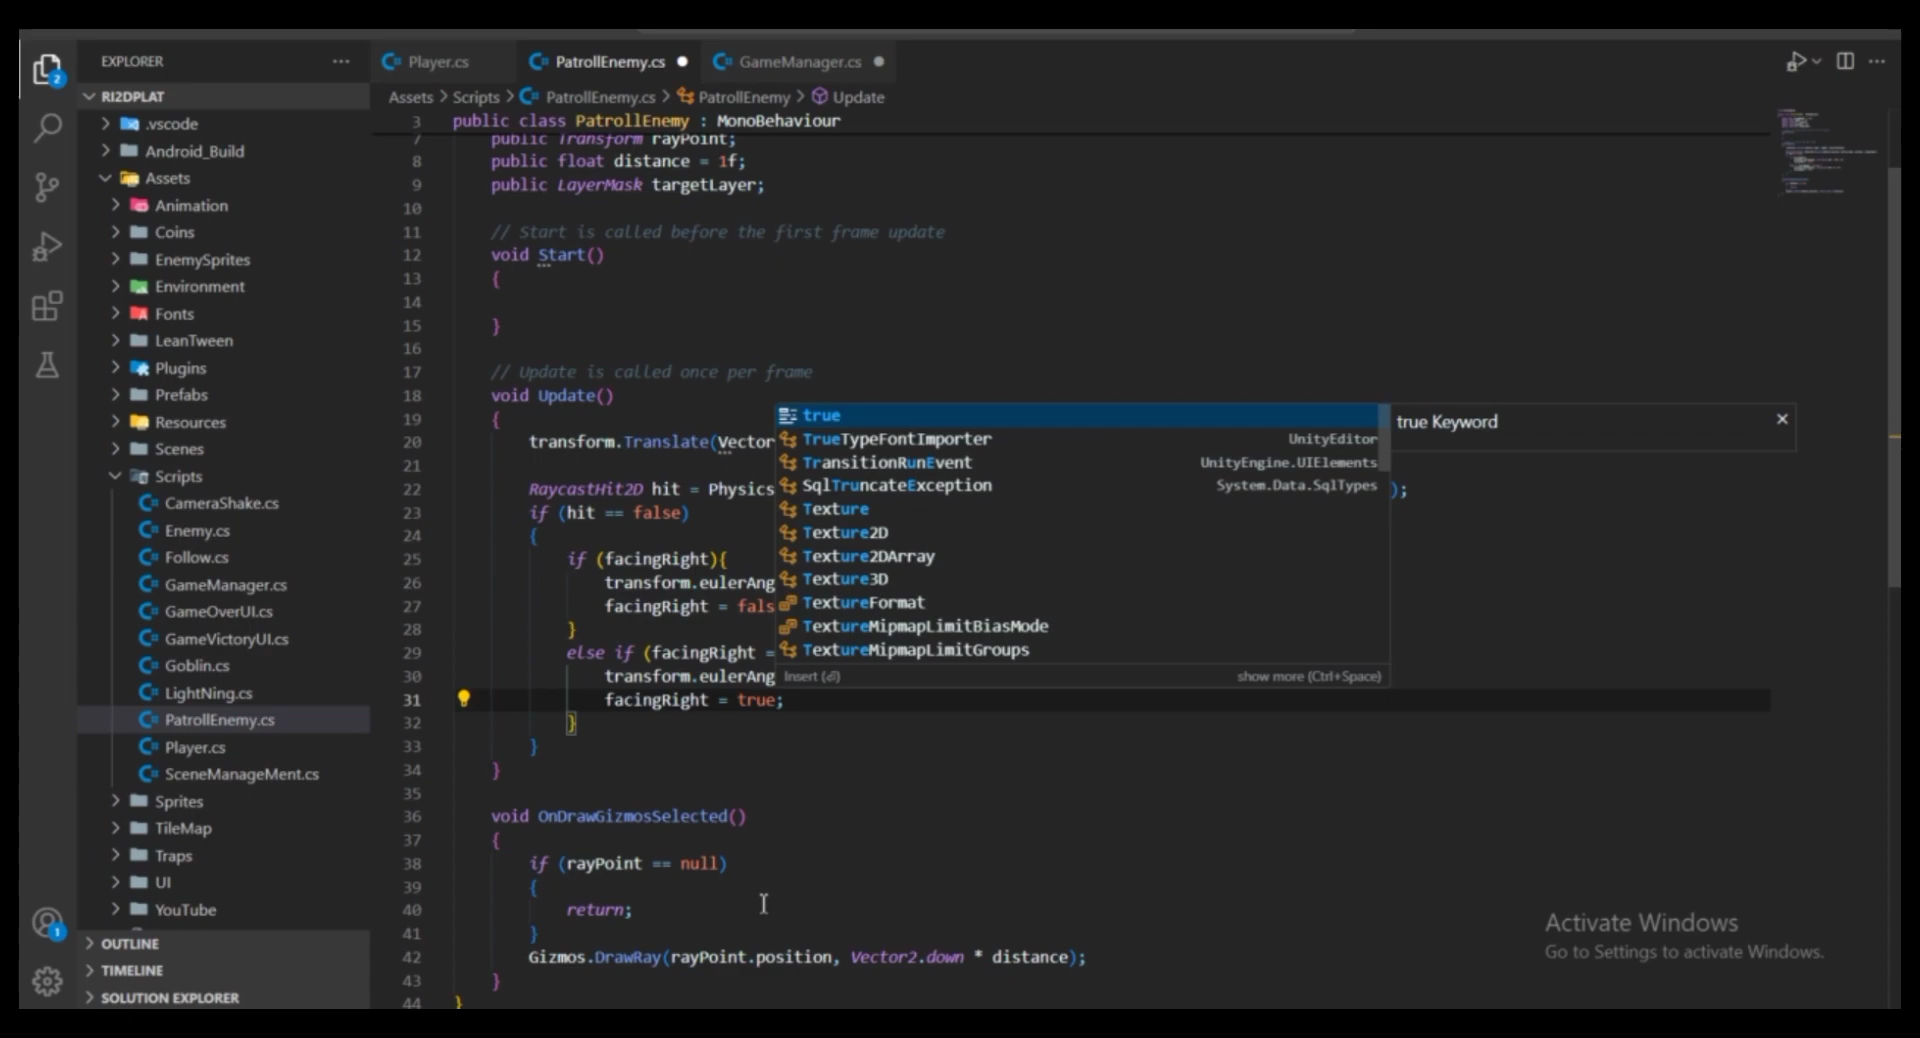 EXPLORER
Player.cs
PatrollEnemy.cs
GameManager.cs
2
RI2DPLAT
Assets > Scripts > PatrollEnemy.cs > PatrollEnemy > Update
.vscode
Android_Build
Assets
Animation
Coins
EnemySprites
Environment
Fonts
LeanTween
Plugins
Prefabs
Resources
Scenes
Scripts
CameraShake.cs
Enemy.cs
Follow.cs
GameManager.cs
GameOverUI.cs
GameVictoryUI.cs
Goblin.cs
LightNing.cs
PatrollEnemy.cs
Player.cs
SceneManageMent.cs
Sprites
TileMap
Traps
UI
YouTube
1
OUTLINE
TIMELINE
SOLUTION EXPLORER
3 public class PatrollEnemy : MonoBehaviour
7 public Transform rayPoint;
8 public float distance = 1f;
9 public LayerMask targetLayer;
10
11 // Start is called before the first frame update
12 void Start()
13 {
14
15 }
16
17 // Update is called once per frame
18 void Update()
19 {
20 transform.Translate(Vector
21
22 RaycastHit2D hit = Physics );
23 if (hit == false)
24 {
25 if (facingRight){
26 transform.eulerAng
27 facingRight = fals
28 }
29 else if (facingRight =
30 transform.eulerAng
31 facingRight = true;
32 }
33 }
34 }
35
36 void OnDrawGizmosSelected()
37 {
38 if (rayPoint == null)
39 {
40 return;
41 }
42 Gizmos.DrawRay(rayPoint.position, Vector2.down * distance);
43 }
44 }
true
TrueTypeFontImporter UnityEditor
TransitionRunEvent UnityEngine.UIElements
SqlTruncateException System.Data.SqlTypes
Texture
Texture2D
Texture2DArray
Texture3D
TextureFormat
TextureMipmapLimitBiasMode
TextureMipmapLimitGroups
Insert (⏎) show more (Ctrl+Space)
true Keyword
Activate Windows
Go to Settings to activate Windows.